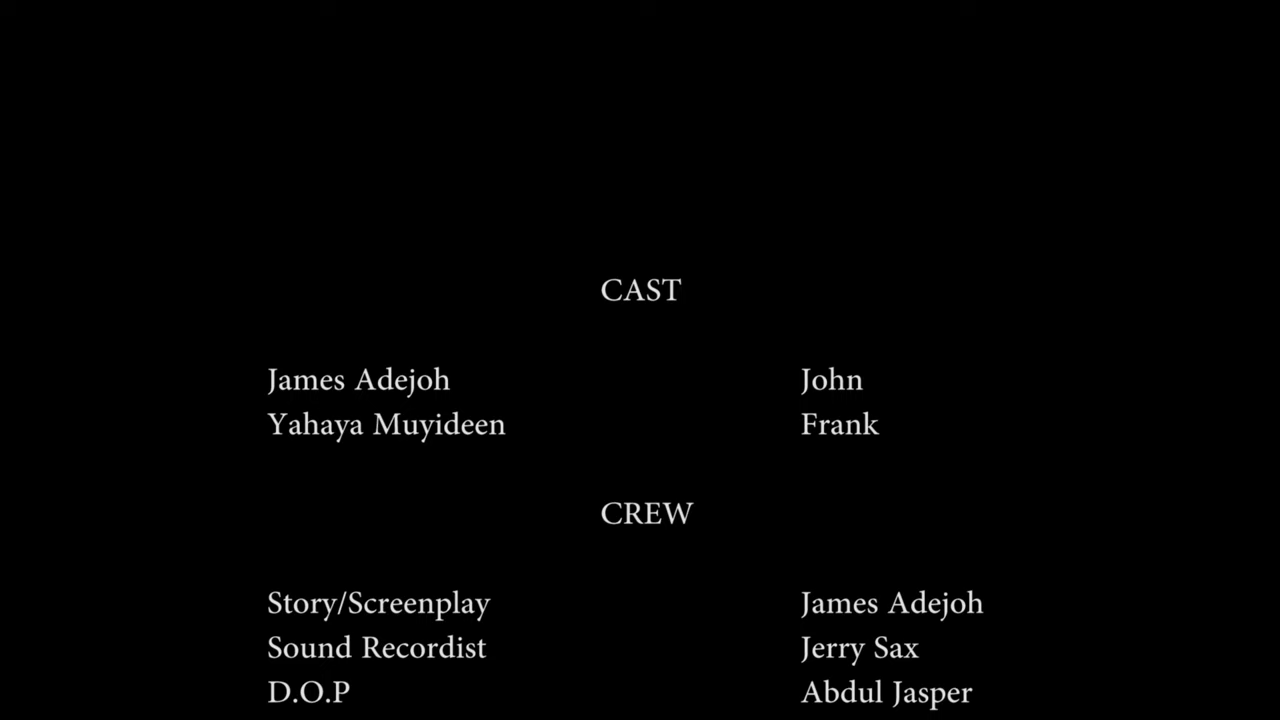 CAST
James Adejoh John
Yahaya Muyideen Frank
CREW
Story/Screenplay James Adejoh
Sound Recordist Jerry Sax
D.O.P Abdul Jasper